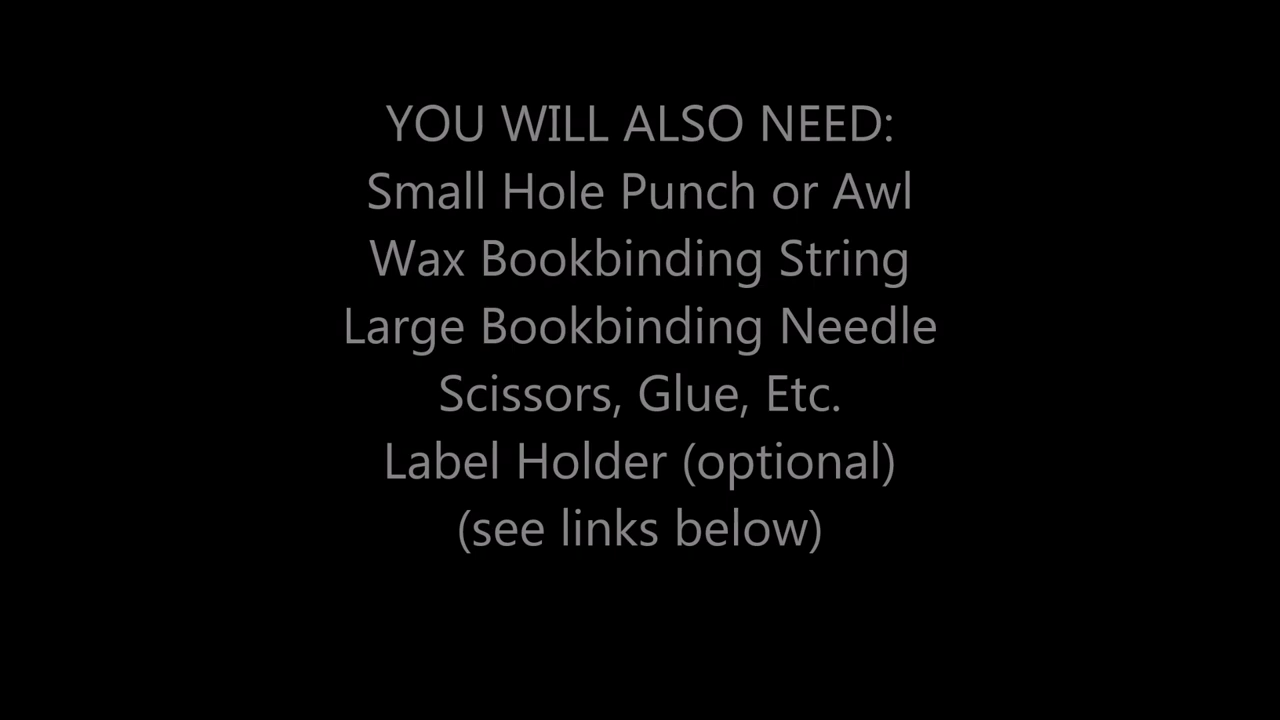 YOU WILL ALSO NEED:
Small Hole Punch or Awl
Wax Bookbinding String
Large Bookbinding Needle
Scissors, Glue, Etc.
Label Holder (optional)
(see links below)